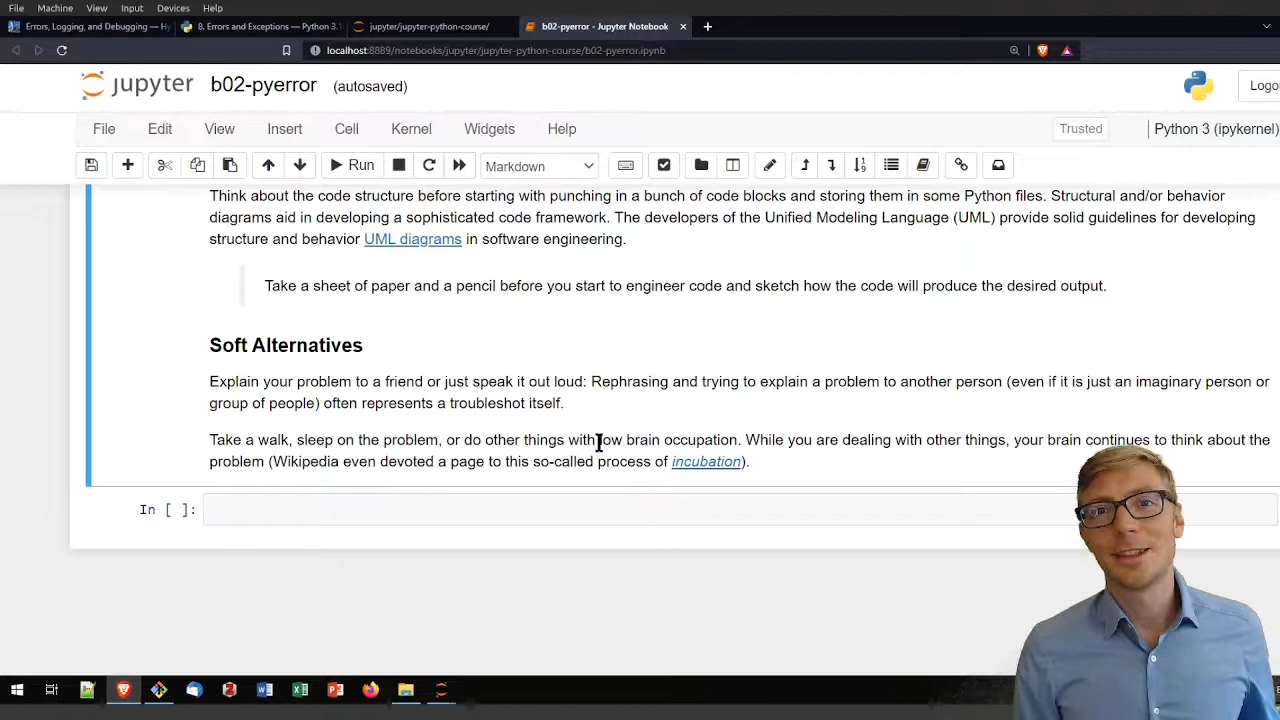 File Machine View Input Devices Help
Errors, Logging, and Debugging — Hy 8. Errors and Exceptions — Python 3.1 jupyter/jupyter-python-course/ b02-pyerror - Jupyter Notebook
localhost:8889/notebooks/jupyter/jupyter-python-course/b02-pyerror.ipynb
jupyter b02-pyerror (autosaved) Logo
File Edit View Insert Cell Kernel Widgets Help Trusted Python 3 (ipykernel)
Run Markdown
Think about the code structure before starting with punching in a bunch of code blocks and storing them in some Python files. Structural and/or behavior
diagrams aid in developing a sophisticated code framework. The developers of the Unified Modeling Language (UML) provide solid guidelines for developing
structure and behavior UML diagrams in software engineering.
Take a sheet of paper and a pencil before you start to engineer code and sketch how the code will produce the desired output.
Soft Alternatives
Explain your problem to a friend or just speak it out loud: Rephrasing and trying to explain a problem to another person (even if it is just an imaginary person or
group of people) often represents a troubleshot itself.
Take a walk, sleep on the problem, or do other things with low brain occupation. While you are dealing with other things, your brain continues to think about the
problem (Wikipedia even devoted a page to this so-called process of incubation).
In [ ]: